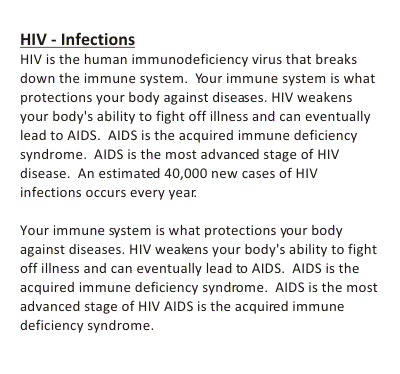 HIV - Infections
HIV is the human immunodeficiency virus that breaks
down the immune system.  Your immune system is what
protections your body against diseases. HIV weakens
your body's ability to fight off illness and can eventually
lead to AIDS.  AIDS is the acquired immune deficiency
syndrome.  AIDS is the most advanced stage of HIV
disease.  An estimated 40,000 new cases of HIV
infections occurs every year.
Your immune system is what protections your body
against diseases. HIV weakens your body's ability to fight
off illness and can eventually lead to AIDS.  AIDS is the
acquired immune deficiency syndrome.  AIDS is the most
advanced stage of HIV AIDS is the acquired immune
deficiency syndrome.